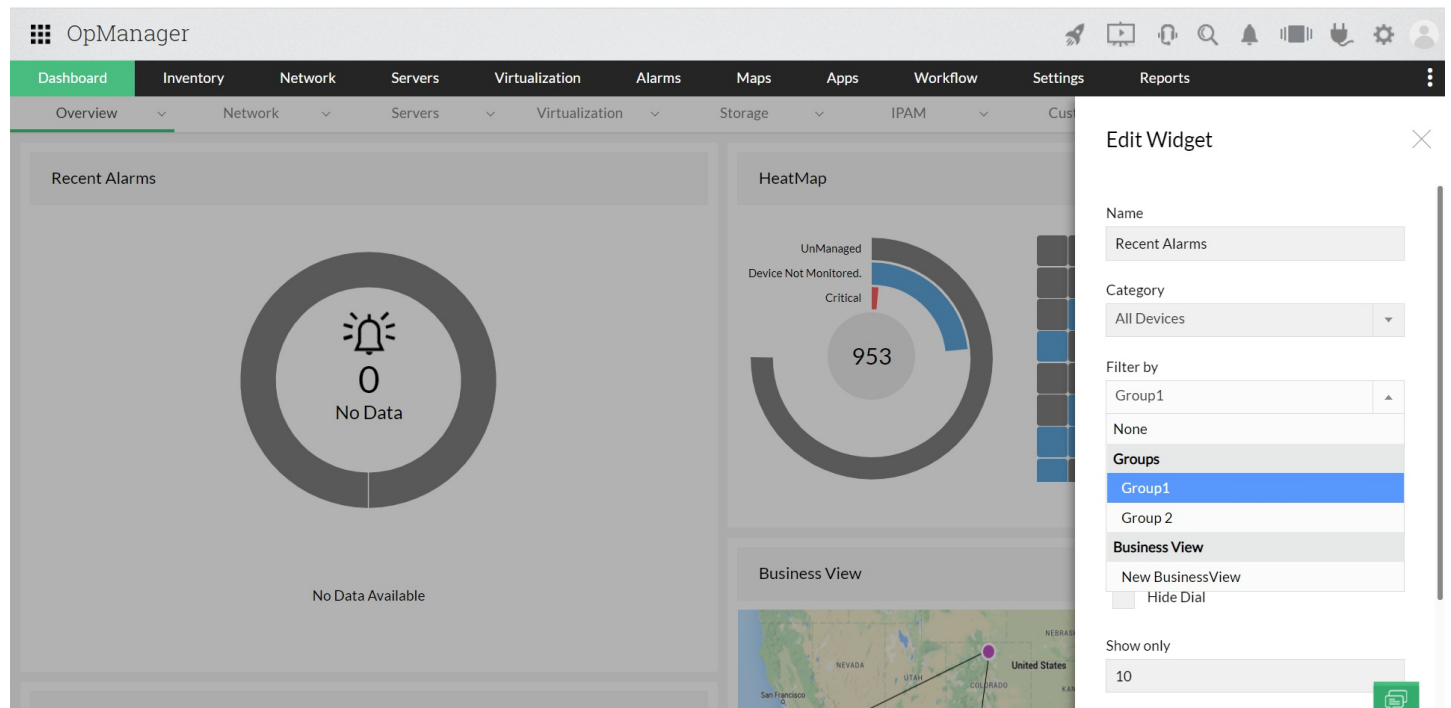 OpManager
Dashboard Inventory Network Servers Virtualization Alarms Maps Apps Workflow Settings Reports
Overview Network Servers Virtualization Storage IPAM
Edit Widget
Recent Alarms
HeatMap
Name
Recent Alarms
UnManaged
Device Not Monitored.
Critical
953
Category
All Devices
0
No Data
Filter by
Group1
None
Groups
Group1
Group 2
Business View
New BusinessView
Hide Dial
No Data Available
Business View
NEVADA
UTAH
COLORADO
United States
San Francisco
Show only
10